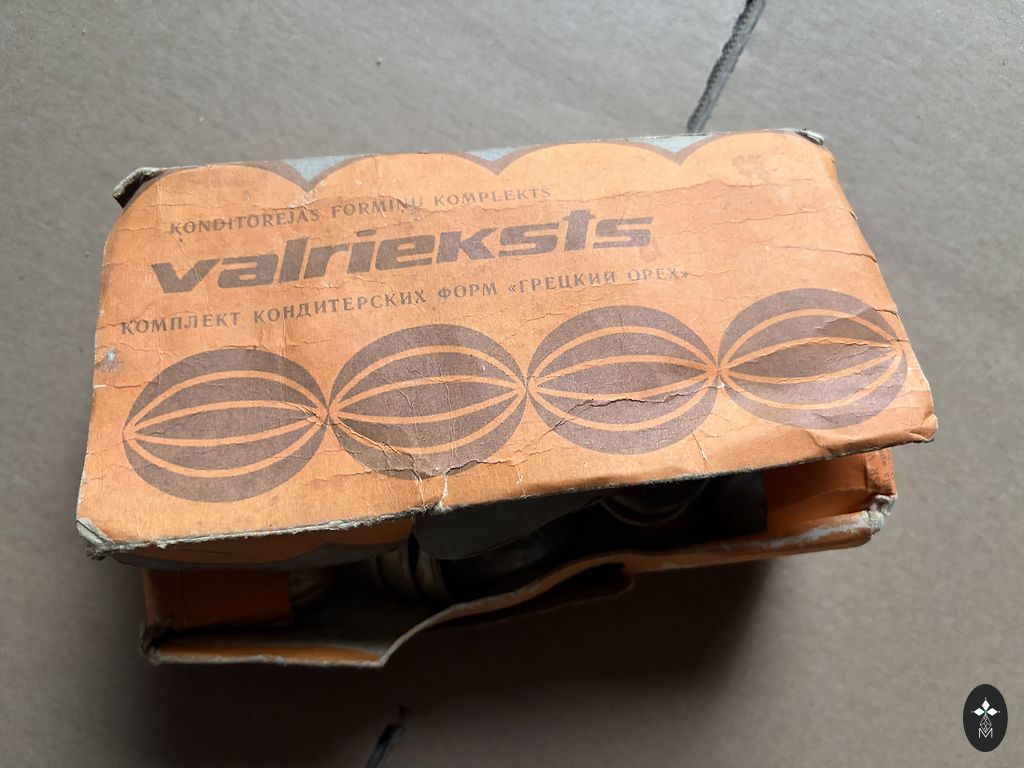 KONDITOREJAS FORMIŅU KOMPLEKTS
valrieksts
КОМПЛЕКТ КОНДИТЕРСКИХ ФОРМ «ГРЕЦКИЙ ОРЕХ»
M